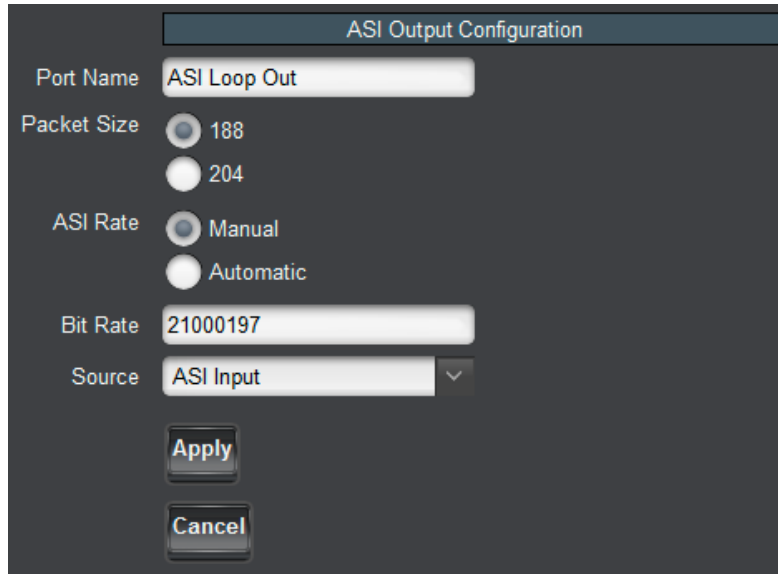 ASI Output Configuration
Port Name ASI Loop Out
Packet Size 188
204
ASI Rate Manual
Automatic
Bit Rate 21000197
Source ASI Input
Apply
Cancel